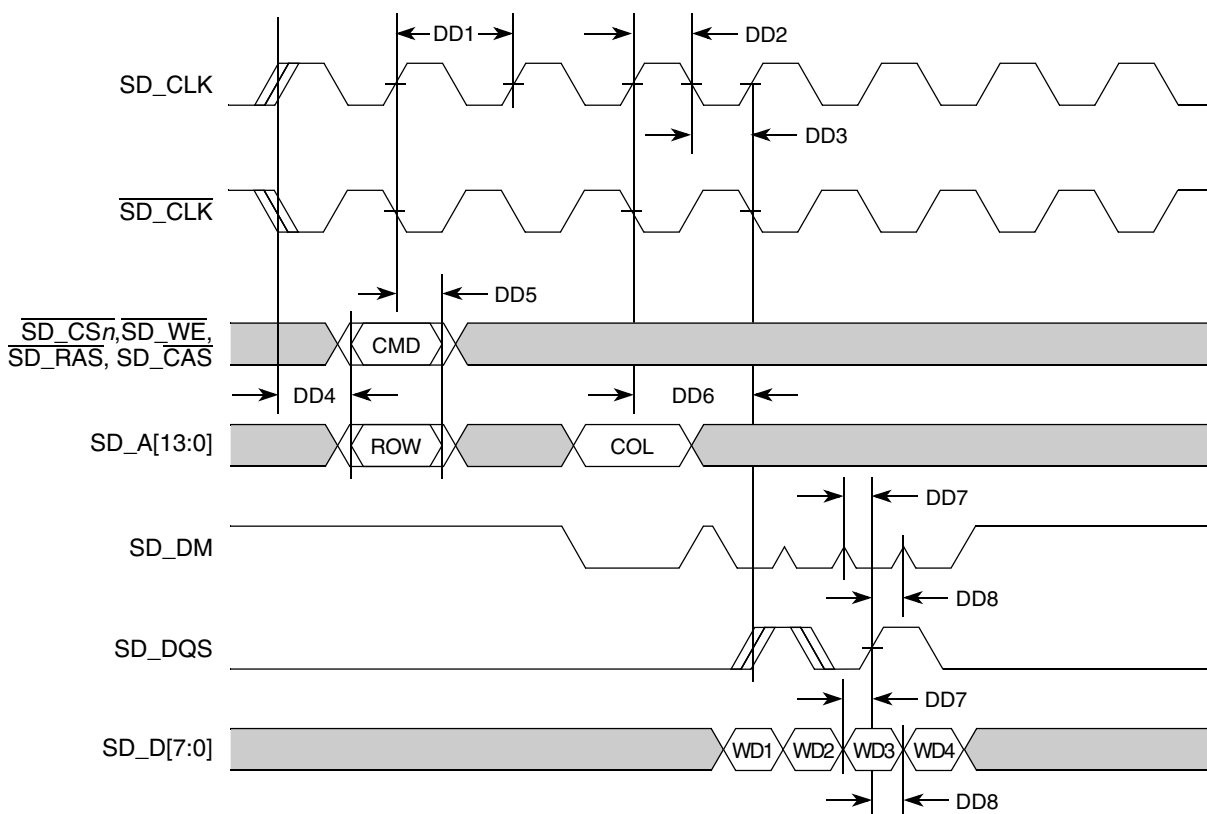 DD1
DD2
SD_CLK
DD3
SD_CLK
DD5
SD_CSn,SD_WE,
SD_RAS, SD_CAS
CMD
DD4
DD6
SD_A[13:0]
ROW
COL
DD7
SD_DM
DD8
SD_DQS
DD7
SD_D[7:0]
WD1
WD2
WD3
WD4
DD8